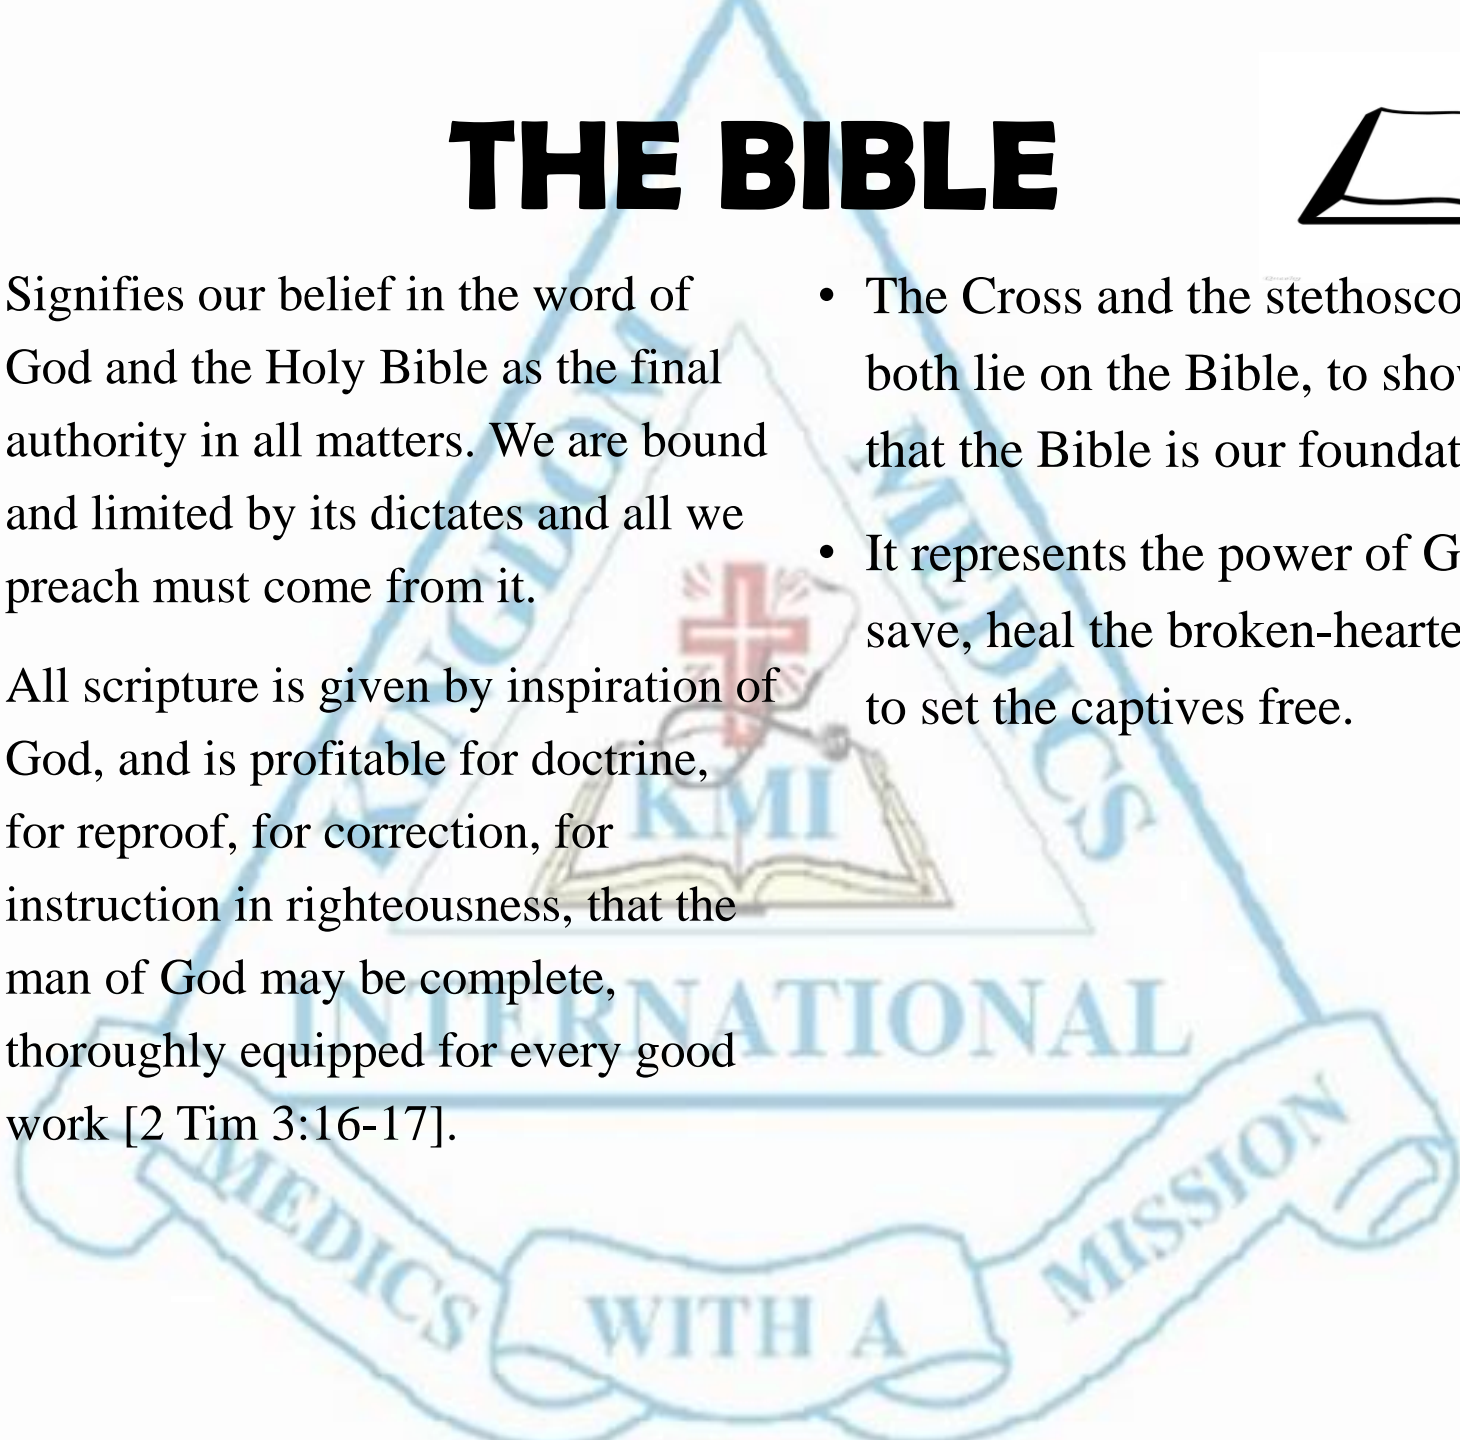 THE BIBLE
Signifies our belief in the word of
God and the Holy Bible as the final
authority in all matters. We are bound
and limited by its dictates and all we
preach must come from it.
All scripture is given by inspiration of
God, and is profitable for doctrine,
for reproof, for correction, for
instruction in righteousness, that the
man of God may be complete,
thoroughly equipped for every good
work [2 Tim 3:16-17].
• The Cross and the stethosco
both lie on the Bible, to sho
that the Bible is our foundat
• It represents the power of G
save, heal the broken-hearte
to set the captives free.
KINGDOM
MEDICS
KMI
INTERNATIONAL
MEDICS
WITH A
MISSION